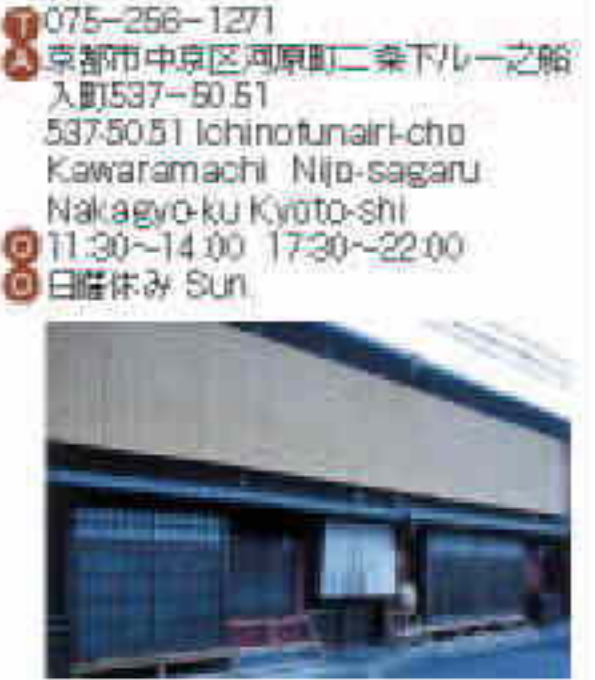 T 075-256-1271
A 京都市中京区河原町二条下ル一之船
入町537-50.51
537-50.51 Ichinofunairi-cho
Kawaramachi Nijo-sagaru
Nakagyo-ku Kyoto-shi
11:30~14:00 17:30~22:00
日曜休み Sun.